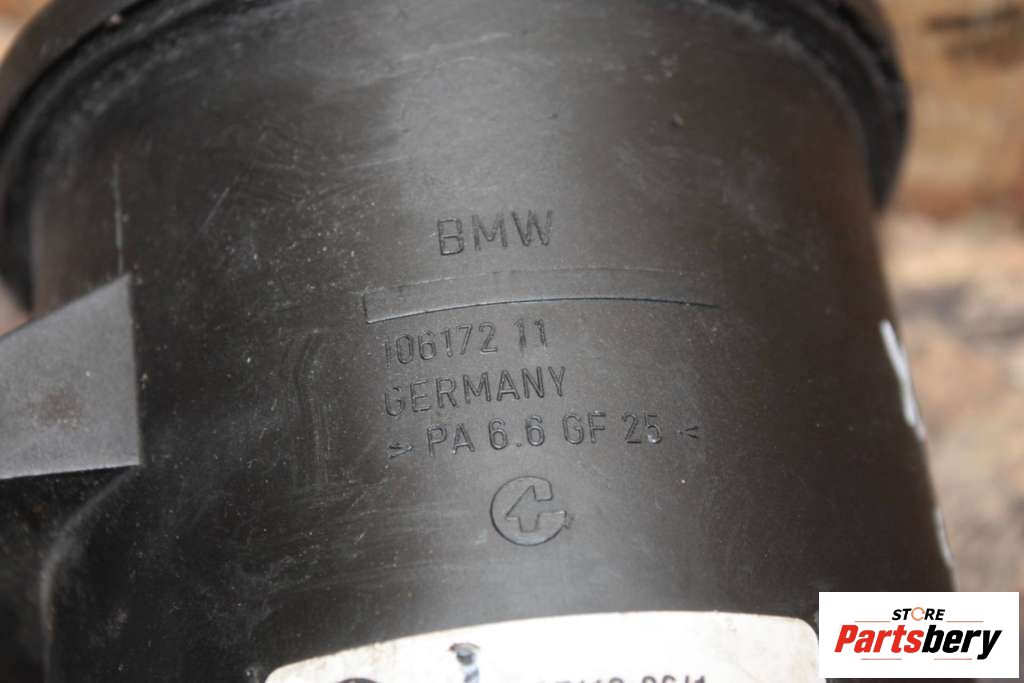 BMW
106172 11
GERMANY
> PA 6.6 GF 25 <
STORE
Partsbery